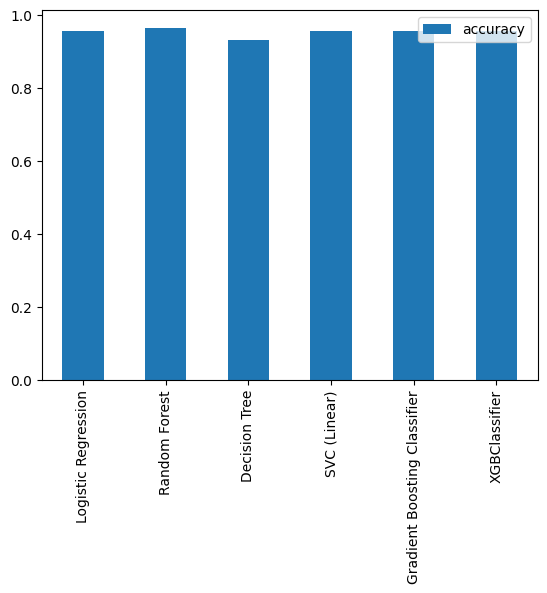 1.0
0.8
0.6
0.4
0.2
0.0
accuracy
Logistic Regression
Random Forest
Decision Tree
SVC (Linear)
Gradient Boosting Classifier
XGBClassifier